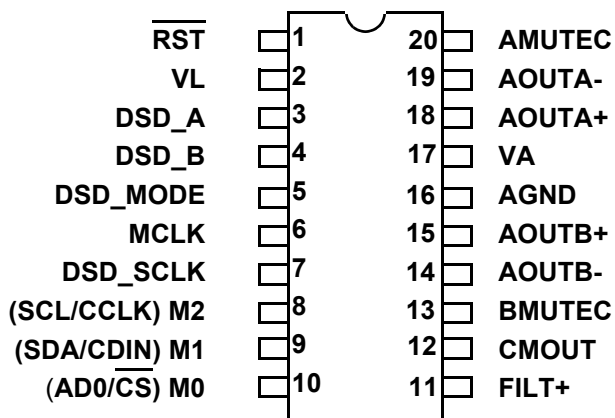 RST 1 20 AMUTEC
VL 2 19 AOUTA-
DSD_A 3 18 AOUTA+
DSD_B 4 17 VA
DSD_MODE 5 16 AGND
MCLK 6 15 AOUTB+
DSD_SCLK 7 14 AOUTB-
(SCL/CCLK) M2 8 13 BMUTEC
(SDA/CDIN) M1 9 12 CMOUT
(AD0/CS) M0 10 11 FILT+